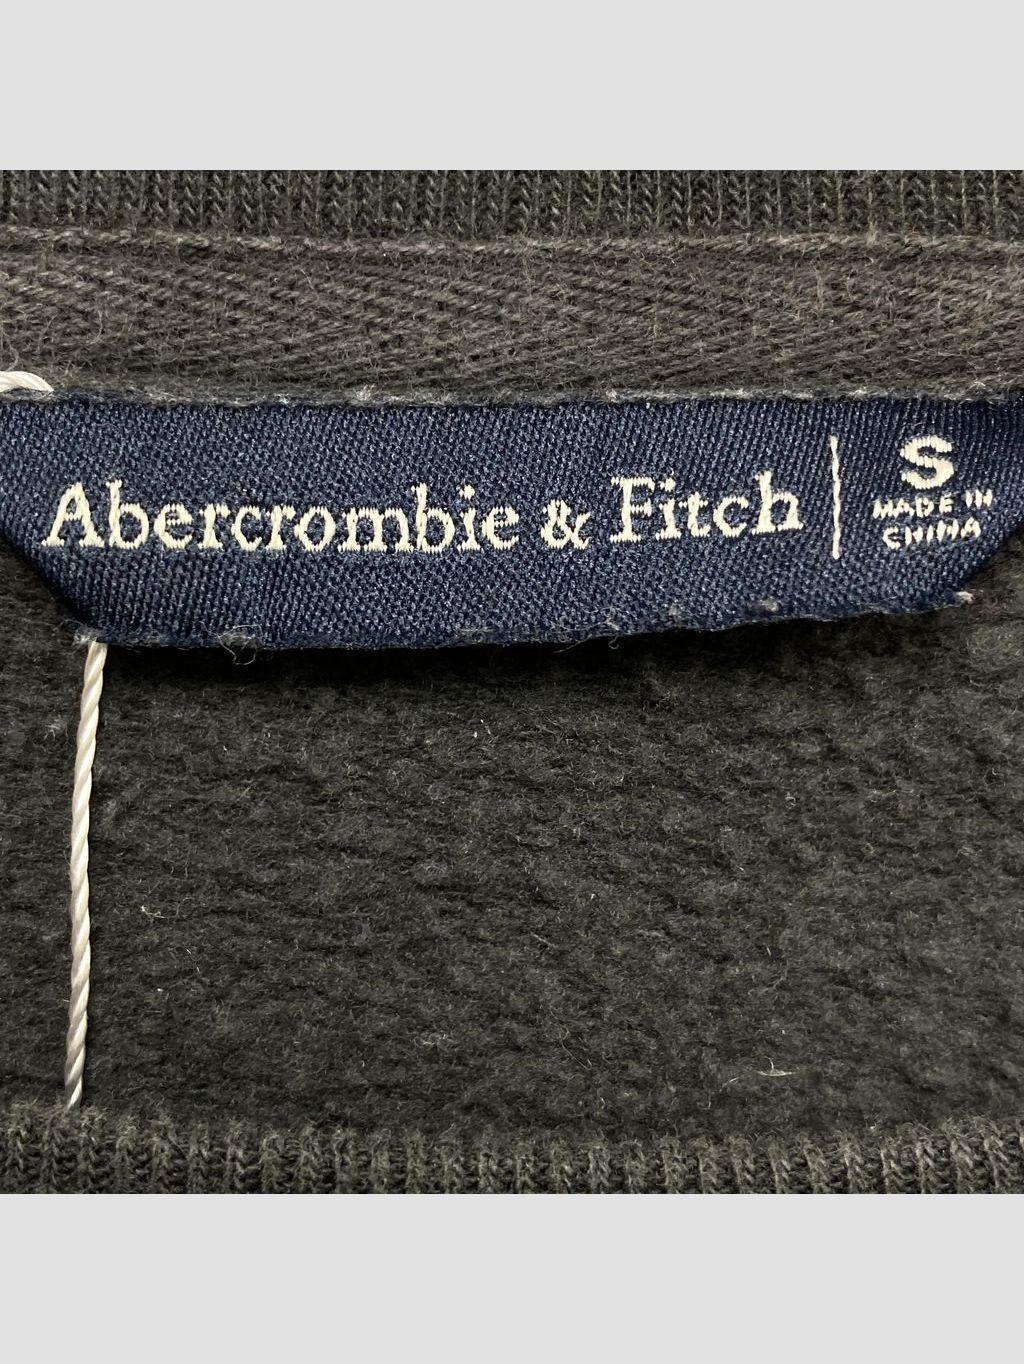 Abercrombie & Fitch
S
MADE IN
CHINA